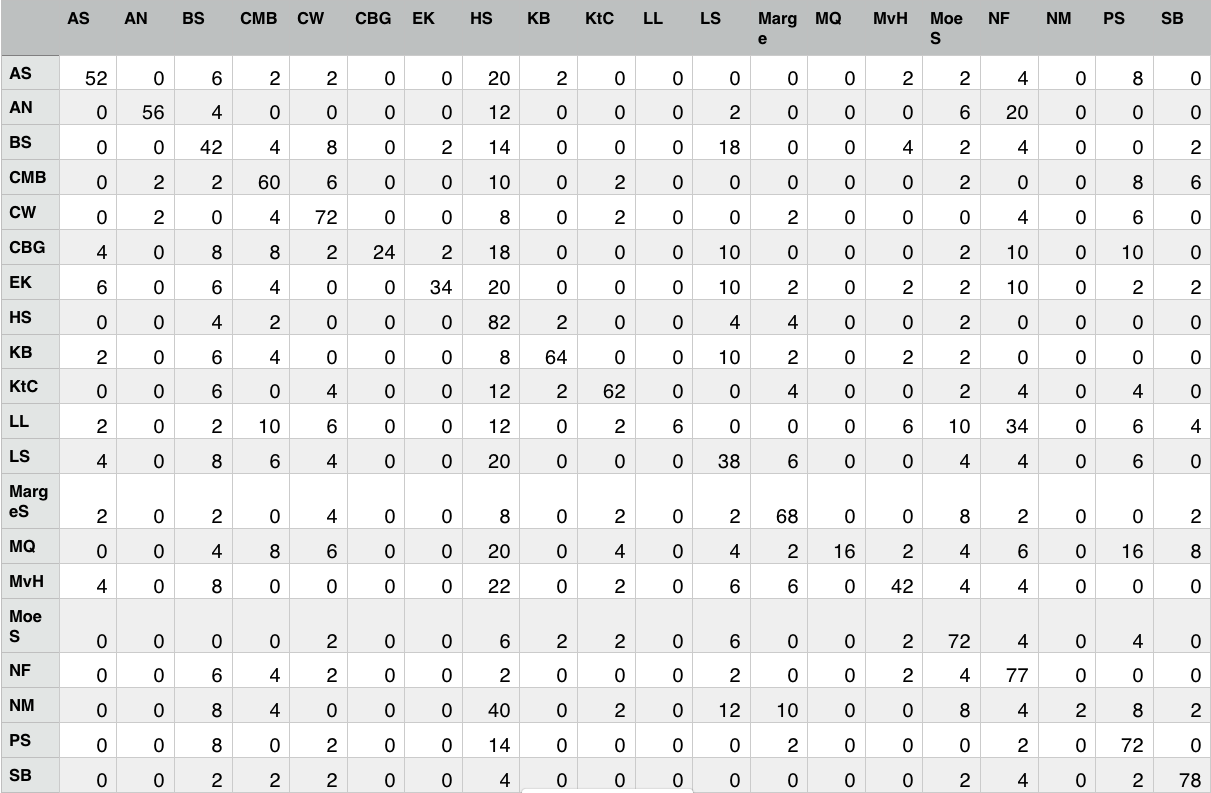 AS AN BS CMB CW CBG EK HS KB KtC LL LS Marg MQ MvH Moe NF NM PS SB
e S
AS 52 0 6 2 2 0 0 20 2 0 0 0 0 0 2 2 4 0 8 0
AN 0 56 4 0 0 0 0 12 0 0 0 2 0 0 0 6 20 0 0 0
BS 0 0 42 4 8 0 2 14 0 0 0 18 0 0 4 2 4 0 0 2
CMB 0 2 2 60 6 0 0 10 0 2 0 0 0 0 0 2 0 0 8 6
CW 0 2 0 4 72 0 0 8 0 2 0 0 2 0 0 0 4 0 6 0
CBG 4 0 8 8 2 24 2 18 0 0 0 10 0 0 0 2 10 0 10 0
EK 6 0 6 4 0 0 34 20 0 0 0 10 2 0 2 2 10 0 2 2
HS 0 0 4 2 0 0 0 82 2 0 0 4 4 0 0 2 0 0 0 0
KB 2 0 6 4 0 0 0 8 64 0 0 10 2 0 2 2 0 0 0 0
KtC 0 0 6 0 4 0 0 12 2 62 0 0 4 0 0 2 4 0 4 0
LL 2 0 2 10 6 0 0 12 0 2 6 0 0 0 6 10 34 0 6 4
LS 4 0 8 6 4 0 0 20 0 0 0 38 6 0 0 4 4 0 6 0
Marg
eS 2 0 2 0 4 0 0 8 0 2 0 2 68 0 0 8 2 0 0 2
MQ 0 0 4 8 6 0 0 20 0 4 0 4 2 16 2 4 6 0 16 8
MvH 4 0 8 0 0 0 0 22 0 2 0 6 6 0 42 4 4 0 0 0
Moe
S 0 0 0 0 2 0 0 6 2 2 0 6 0 0 2 72 4 0 4 0
NF 0 0 6 4 2 0 0 2 0 0 0 2 0 0 2 4 77 0 0 0
NM 0 0 8 4 0 0 0 40 0 2 0 12 10 0 0 8 4 2 8 2
PS 0 0 8 0 2 0 0 14 0 0 0 0 2 0 0 0 2 0 72 0
SB 0 0 2 2 2 0 0 4 0 0 0 0 0 0 0 2 4 0 2 78